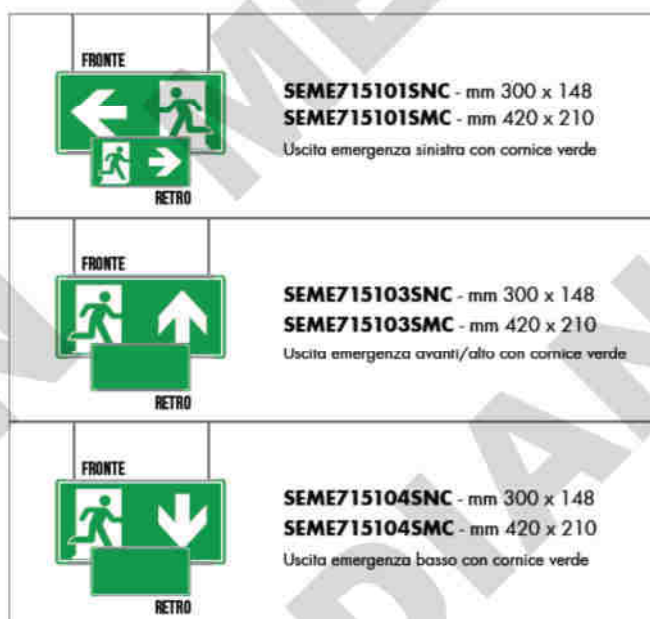 FRONTE
SEME715101SNC - mm 300 x 148
SEME715101SMC - mm 420 x 210
Uscita emergenza sinistra con cornice verde
RETRO
FRONTE
SEME715103SNC - mm 300 x 148
SEME715103SMC - mm 420 x 210
Uscita emergenza avanti/alto con cornice verde
RETRO
FRONTE
SEME715104SNC - mm 300 x 148
SEME715104SMC - mm 420 x 210
Uscita emergenza basso con cornice verde
RETRO